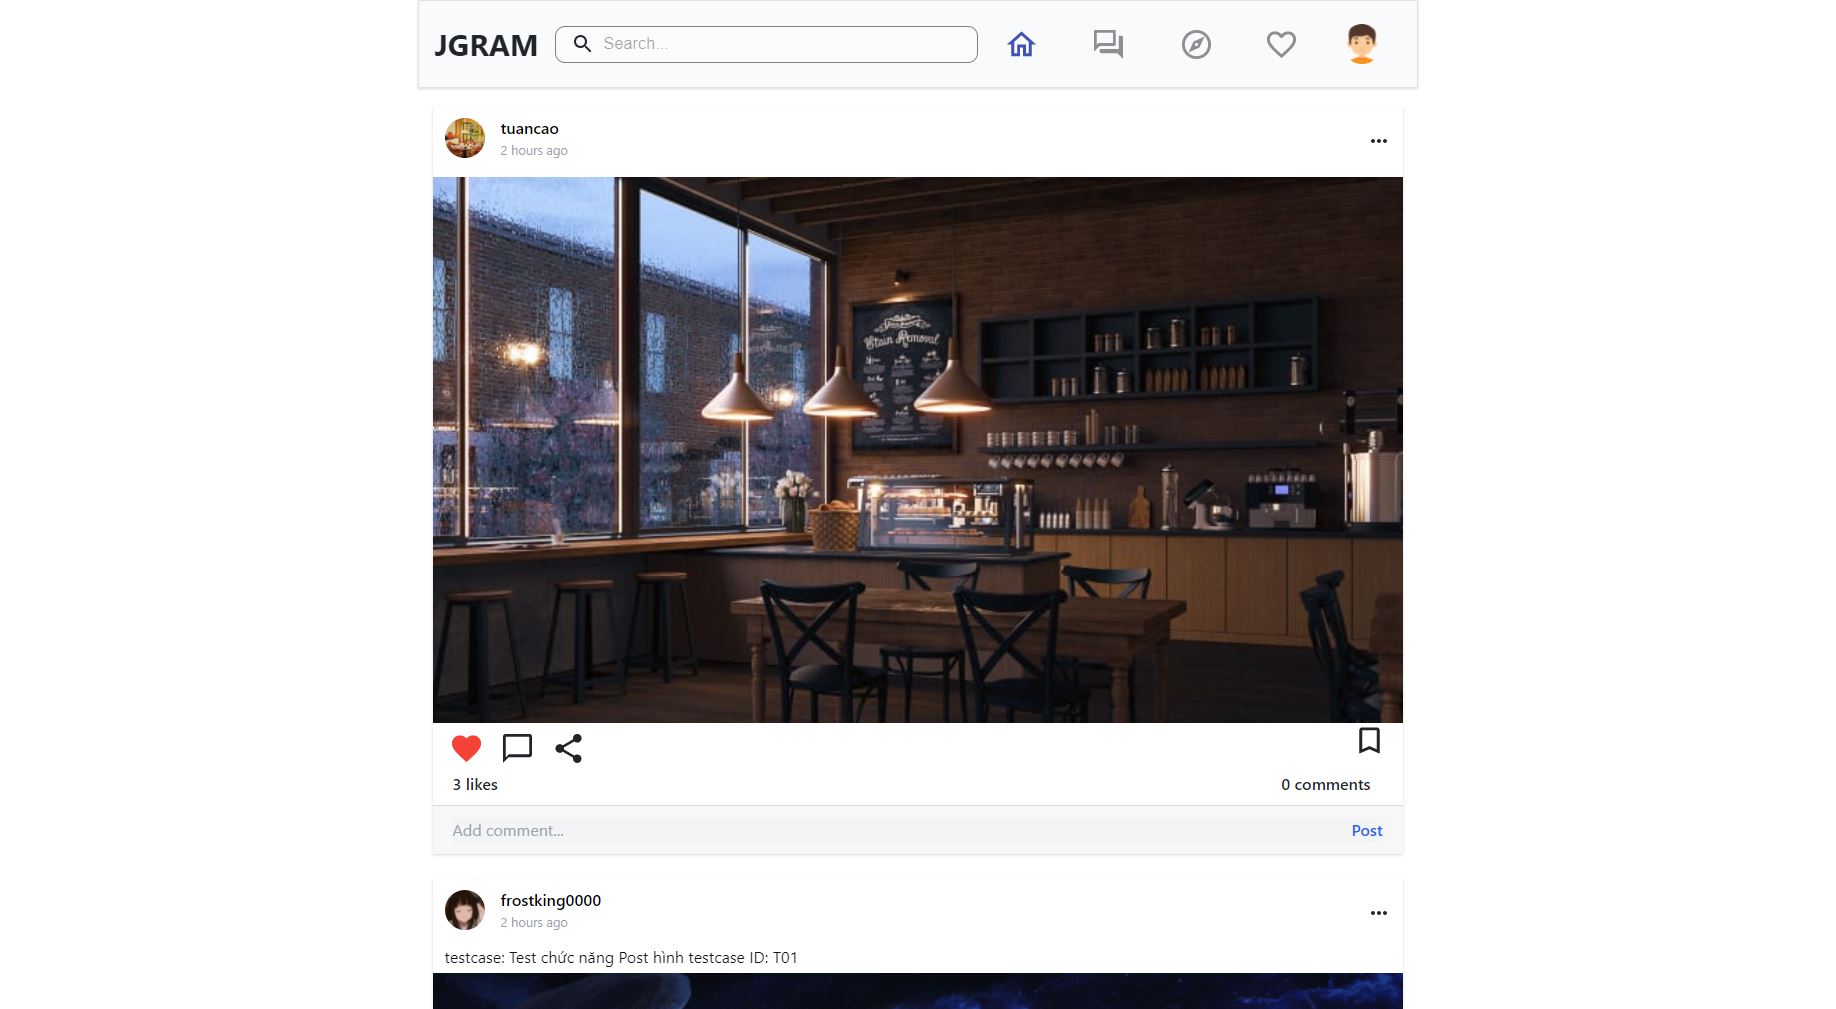 JGRAM
Search...
tuancao
2 hours ago
Stain Removal
3 likes
0 comments
Add comment...
Post
frostking0000
2 hours ago
testcase: Test chức năng Post hình testcase ID: T01